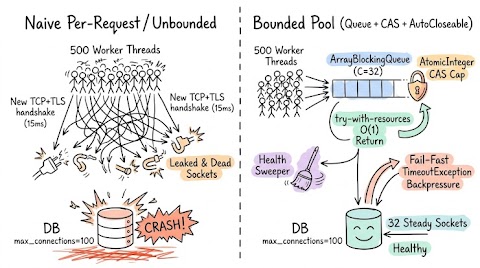 Naive Per-Request / Unbounded
500 Worker
Threads
New TCP+TLS
handshake
(15ms)
New TCP+TLS
handshake (15ms)
Leaked & Dead
Sockets
DB
max_connections=100
CRASH!
Bounded Pool (Queue + CAS + AutoCloseable)
500 Worker
Threads
ArrayBlockingQueue
(C=32)
AtomicInteger
CAS Cap
try-with-resources
O(1)
Return
Health
Sweeper
Fail-Fast
TimeoutException
Backpressure
DB
max_connections=100
32 Steady Sockets
Healthy